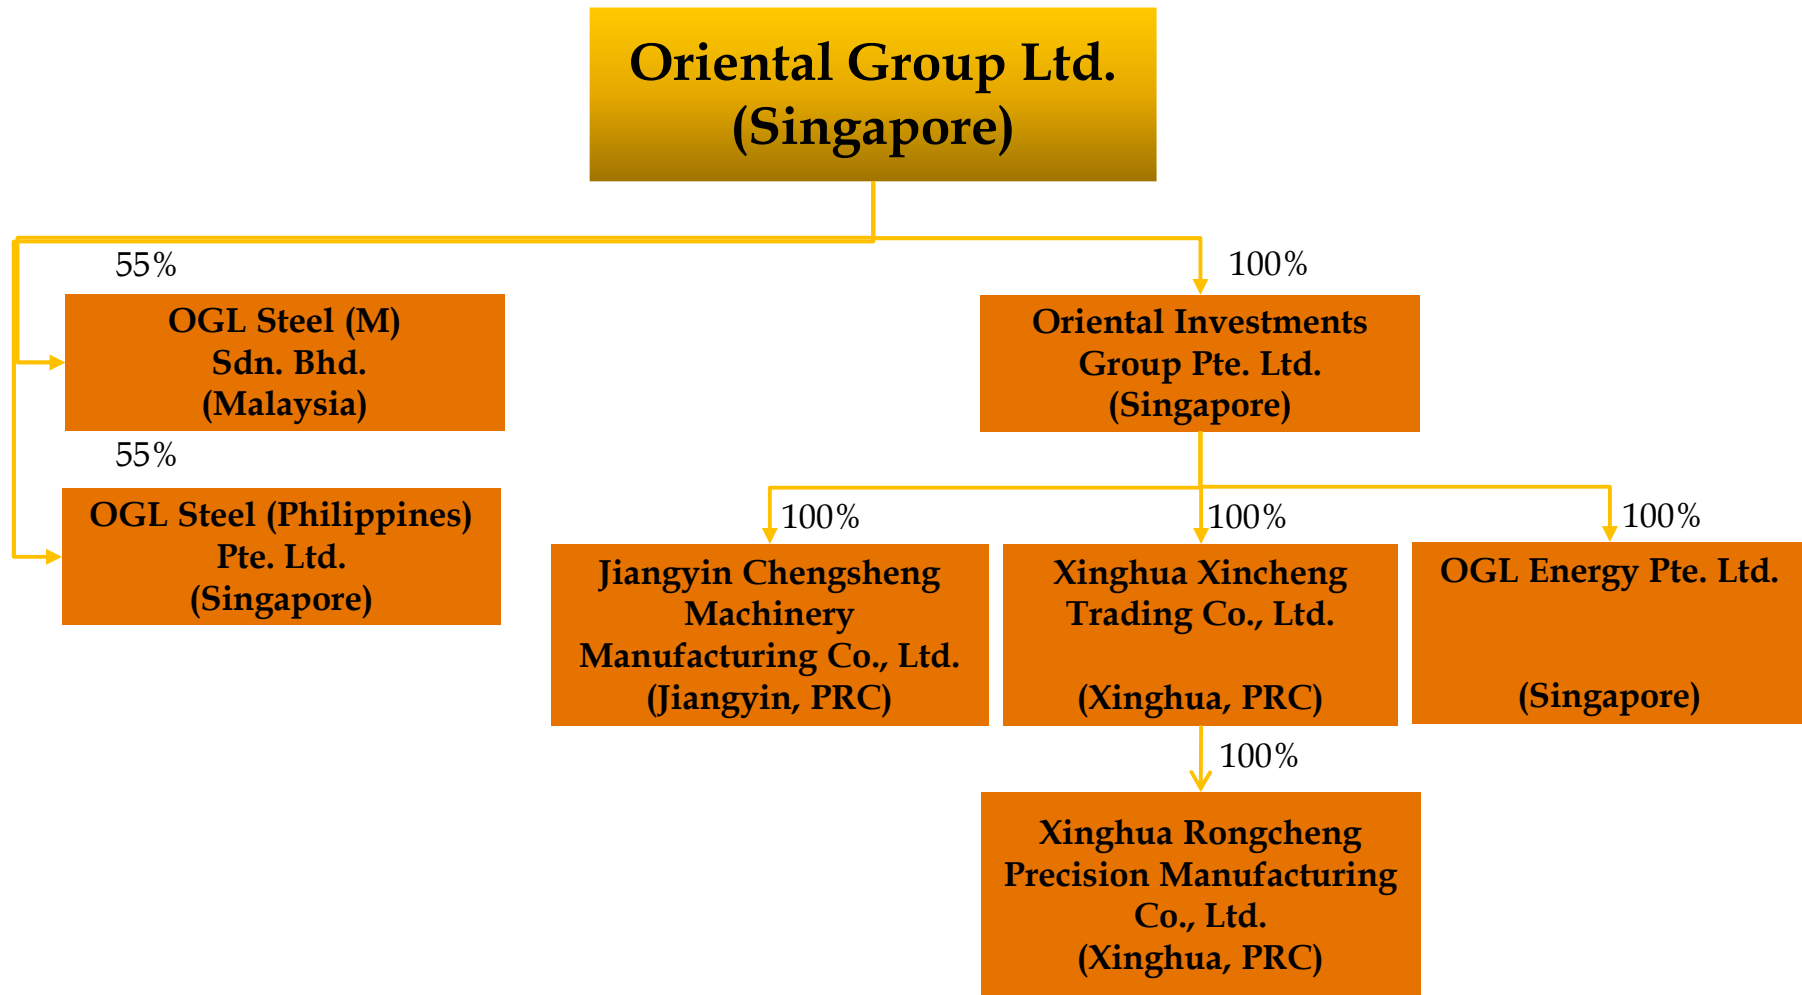 Oriental Group Ltd.
(Singapore)
55%
OGL Steel (M)
Sdn. Bhd.
(Malaysia)
55%
OGL Steel (Philippines)
Pte. Ltd.
(Singapore)
100%
Oriental Investments
Group Pte. Ltd.
(Singapore)
100%
Jiangyin Chengsheng
Machinery
Manufacturing Co., Ltd.
(Jiangyin, PRC)
100%
Xinghua Xincheng
Trading Co., Ltd.
(Xinghua, PRC)
100%
OGL Energy Pte. Ltd.
(Singapore)
100%
Xinghua Rongcheng
Precision Manufacturing
Co., Ltd.
(Xinghua, PRC)